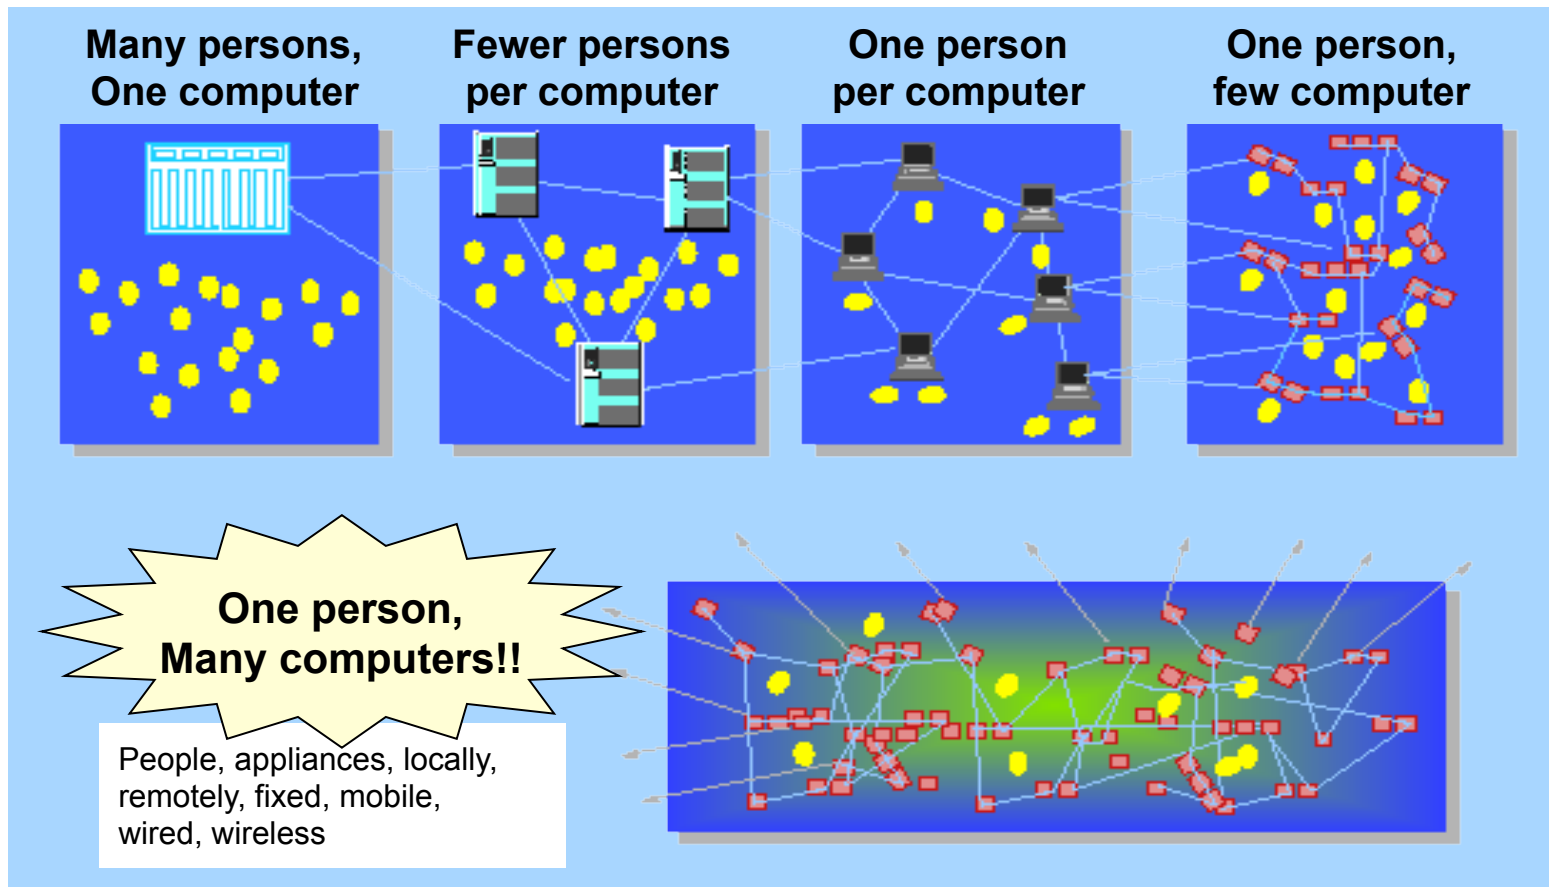 Many persons,
One computer
Fewer persons
per computer
One person
per computer
One person,
few computer
One person,
Many computers!!
People, appliances, locally,
remotely, fixed, mobile,
wired, wireless